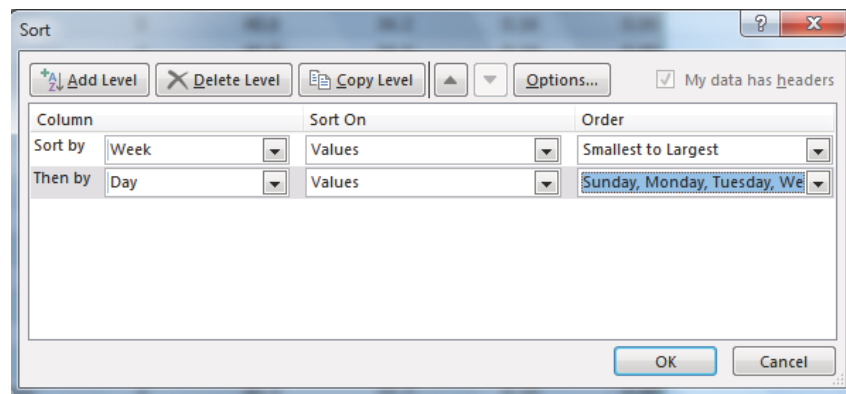 Sort
Add Level Delete Level Copy Level Options... My data has headers
Column Sort On Order
Sort by Week Values Smallest to Largest
Then by Day Values Sunday, Monday, Tuesday, We
OK Cancel